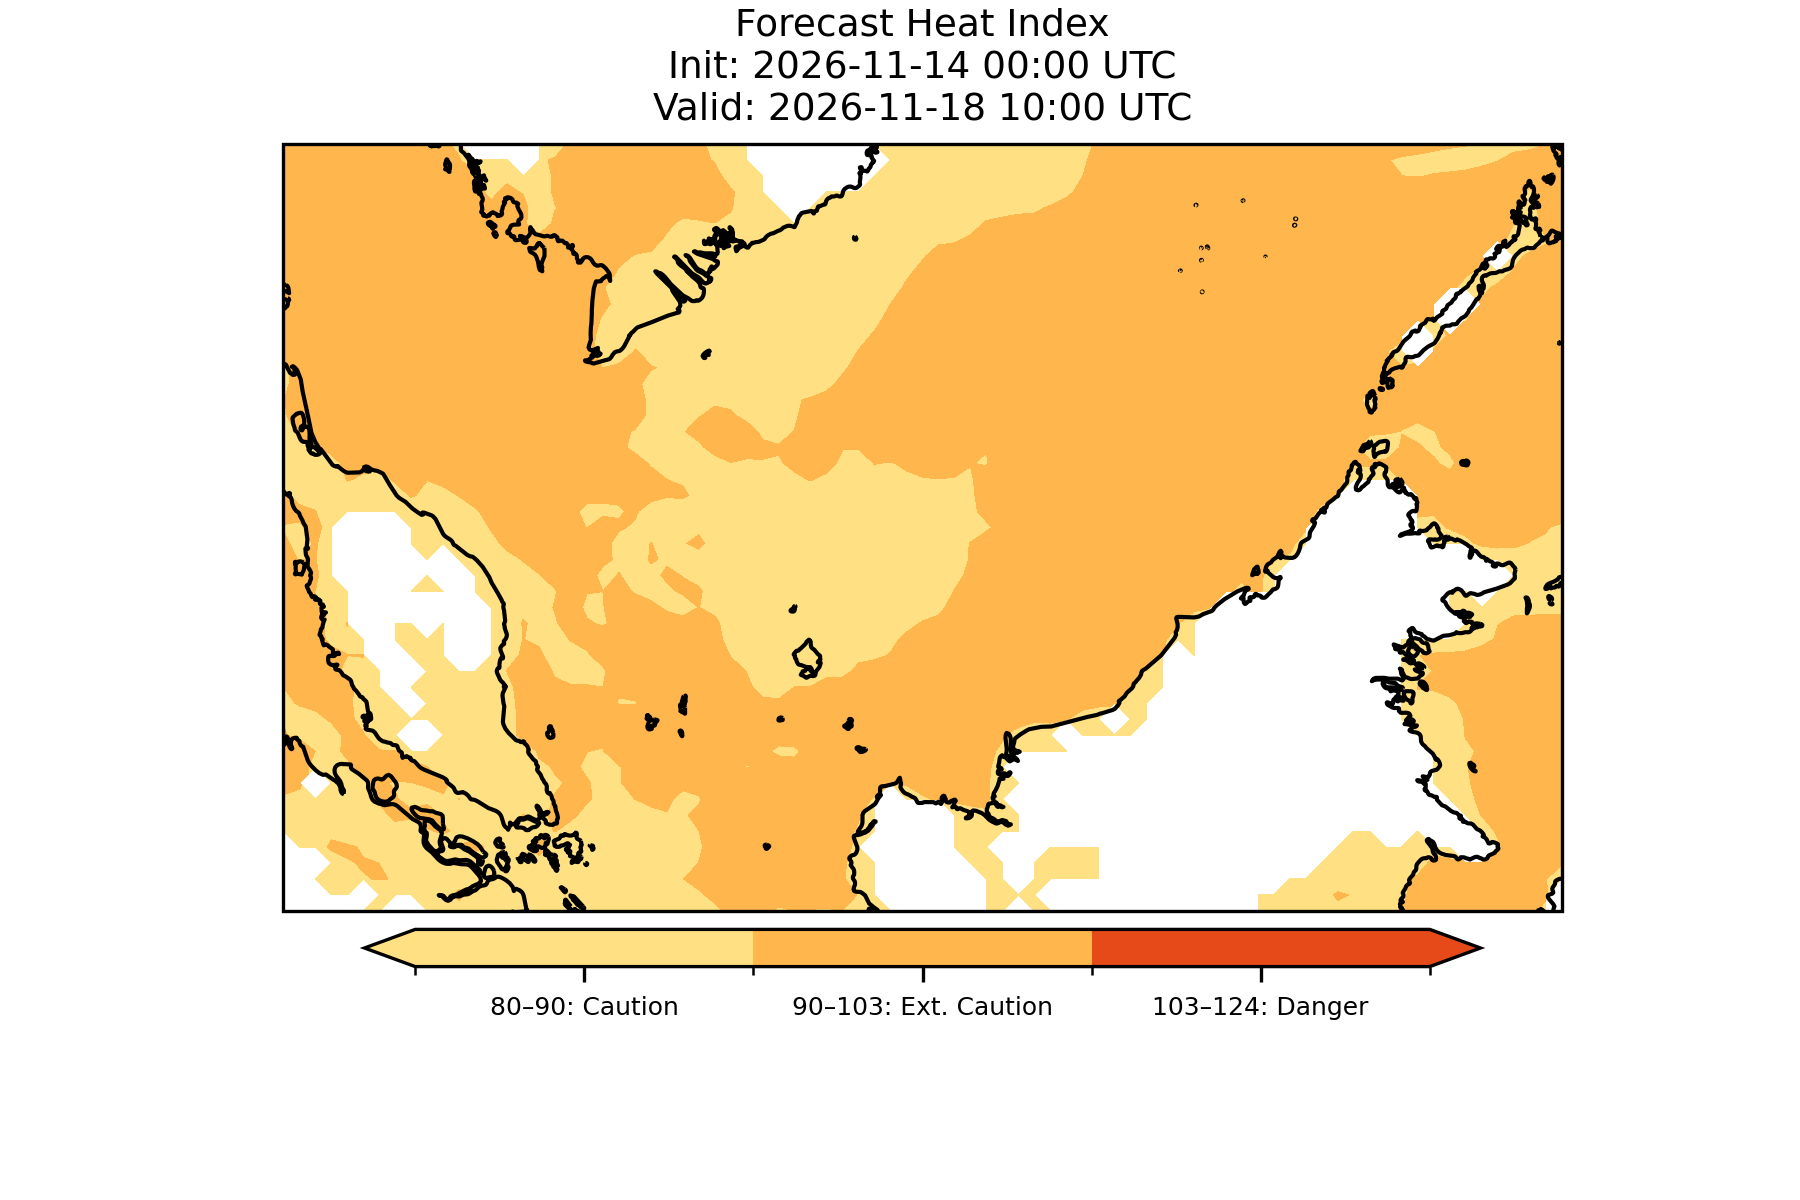 Forecast Heat Index
Init: 2026-11-14 00:00 UTC
Valid: 2026-11-18 10:00 UTC
80–90: Caution
90–103: Ext. Caution
103–124: Danger